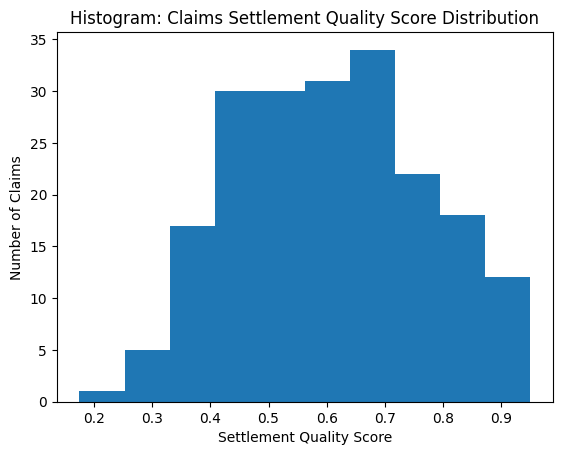 Histogram: Claims Settlement Quality Score Distribution
35
30
25
20
15
10
5
0
Number of Claims
0.2 0.3 0.4 0.5 0.6 0.7 0.8 0.9
Settlement Quality Score